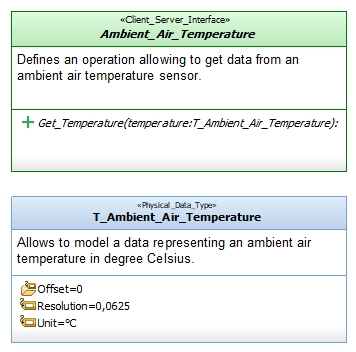 «Client_Server_Interface»
Ambient_Air_Temperature
Defines an operation allowing to get data from an
ambient air temperature sensor.
+ Get_Temperature(temperature:T_Ambient_Air_Temperature):
«Physical_Data_Type»
T_Ambient_Air_Temperature
Allows to model a data representing an ambient air
temperature in degree Celsius.
Offset=0
Resolution=0,0625
Unit=°C